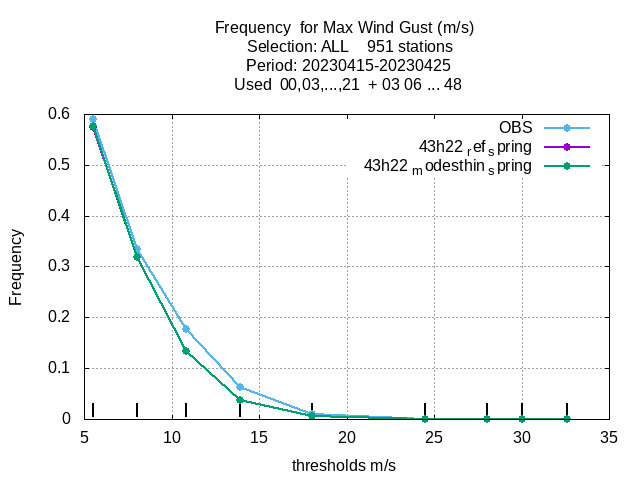 Frequency  for Max Wind Gust (m/s)
Selection: ALL    951 stations
Period: 20230415-20230425
Used  00,03,...,21  + 03 06 ... 48
OBS
43h22 ref spring
43h22 modesthin spring
Frequency
0.6
0.5
0.4
0.3
0.2
0.1
0
5 10 15 20 25 30 35
thresholds m/s